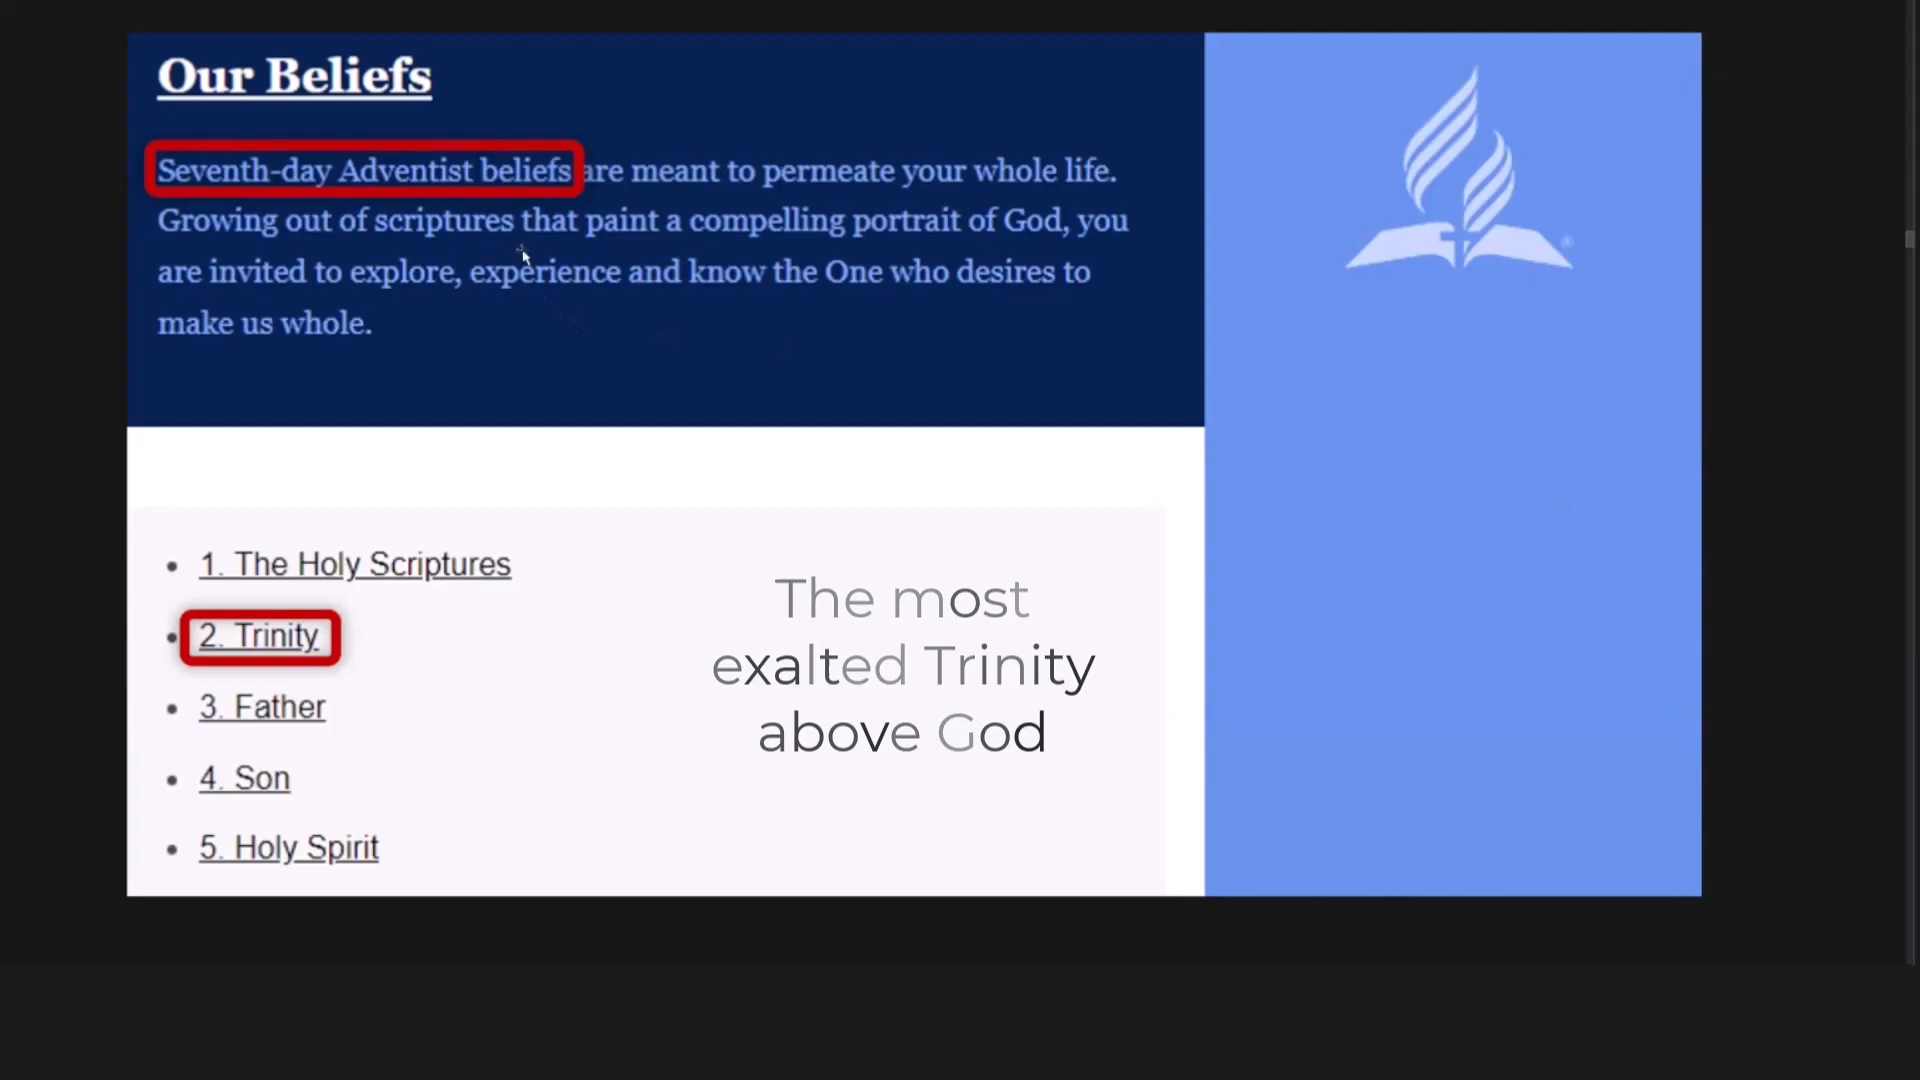 Our Beliefs
Seventh-day Adventist beliefs are meant to permeate your whole life.
Growing out of scriptures that paint a compelling portrait of God, you
are invited to explore, experience and know the One who desires to
make us whole.
1. The Holy Scriptures
2. Trinity
3. Father
4. Son
5. Holy Spirit
The most
exalted Trinity
above God